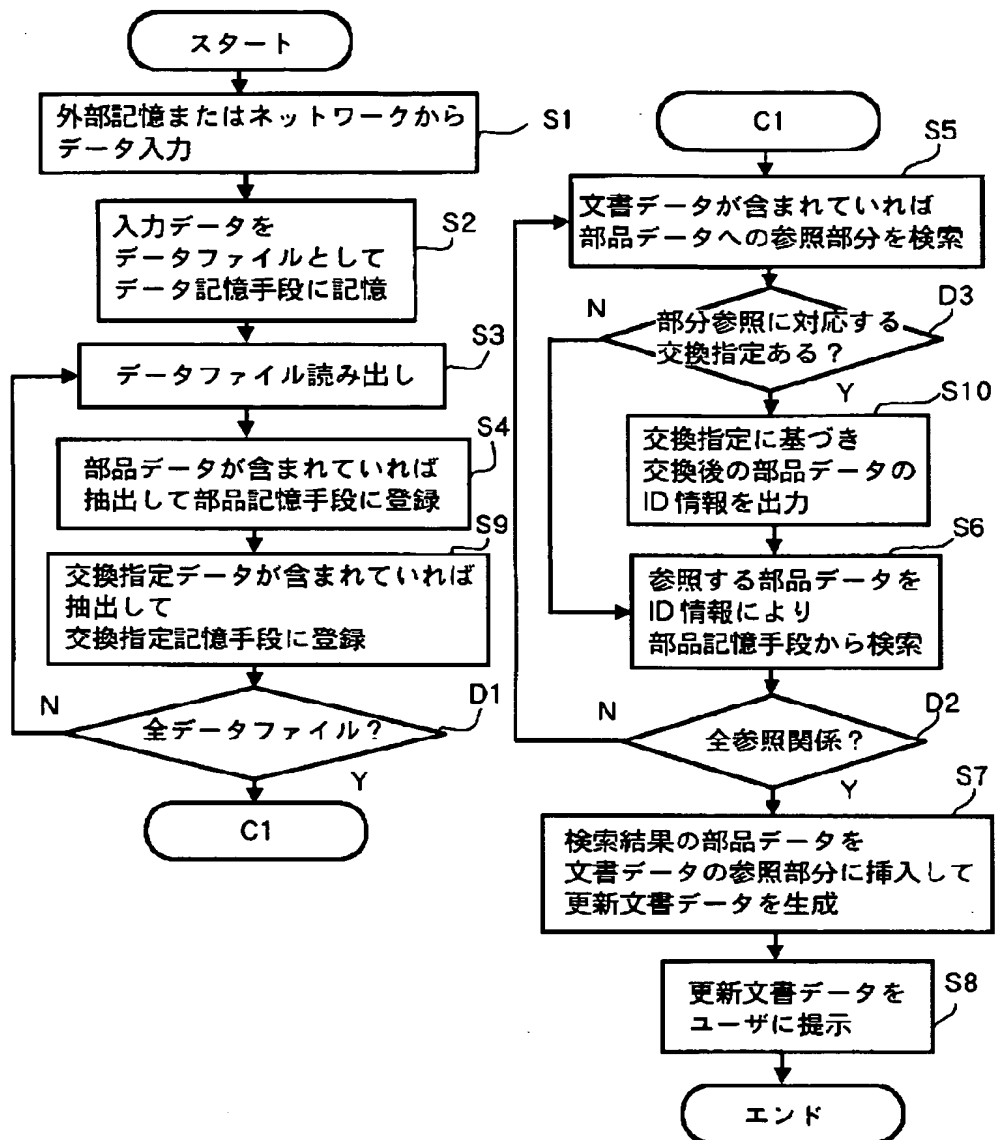 スタート
外部記憶またはネットワークから
データ入力
S1
入力データを
データファイルとして
データ記憶手段に記憶
S2
データファイル読み出し
S3
部品データが含まれていれば
抽出して部品記憶手段に登録
S4
交換指定データが含まれていれば
抽出して
交換指定記憶手段に登録
S9
全データファイル?
D1
N
Y
C1
C1
文書データが含まれていれば
部品データへの参照部分を検索
S5
部分参照に対応する
交換指定ある?
D3
N
Y
交換指定に基づき
交換後の部品データの
ID情報を出力
S10
参照する部品データを
ID情報により
部品記憶手段から検索
S6
全参照関係?
D2
N
Y
検索結果の部品データを
文書データの参照部分に挿入して
更新文書データを生成
S7
更新文書データを
ユーザに提示
S8
エンド